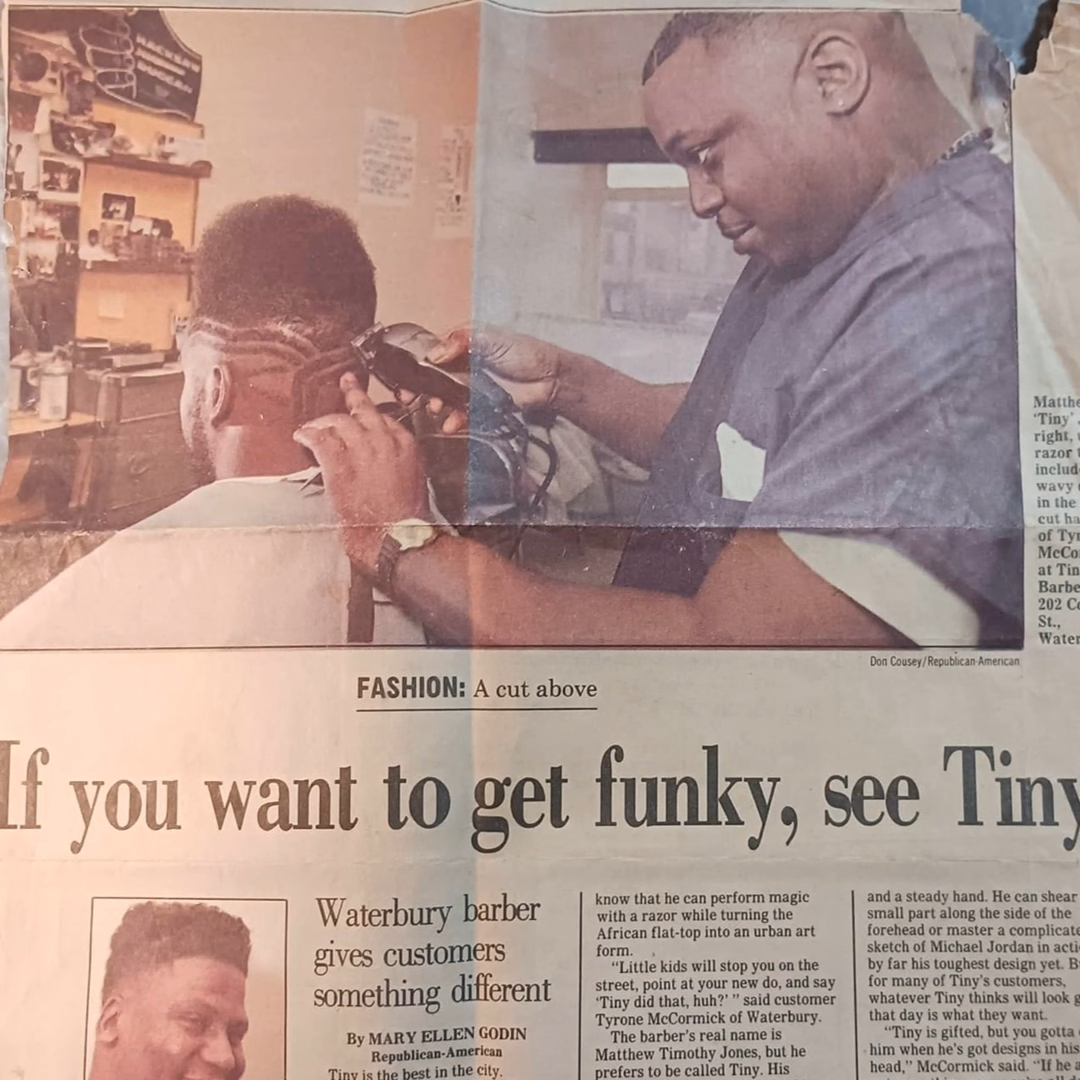 Matthe
'Tiny'
right,
razor
includ
wavy
in the
cut ha
of Tyr
McCo
at Tin
Barbe
202 Co
St.,
Water
Don Cousey/Republican-American
FASHION: A cut above
If you want to get funky, see Tiny
Waterbury barber
gives customers
something different
By MARY ELLEN GODIN
Republican-American
Tiny is the best in the city.
know that he can perform magic
with a razor while turning the
African flat-top into an urban art
form.
"Little kids will stop you on the
street, point at your new do, and say
'Tiny did that, huh?' " said customer
Tyrone McCormick of Waterbury.
The barber's real name is
Matthew Timothy Jones, but he
prefers to be called Tiny. His
and a steady hand. He can shear
small part along the side of the
forehead or master a complicate
sketch of Michael Jordan in acti
by far his toughest design yet. B
for many of Tiny's customers,
whatever Tiny thinks will look g
that day is what they want.
"Tiny is gifted, but you gotta
him when he's got designs in his
head," McCormick said. "If he a